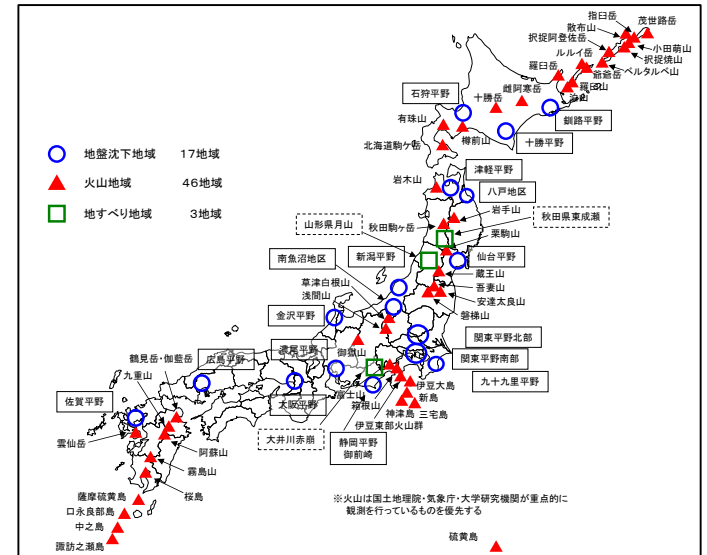 指臼岳
茂世路岳
散布山
択捉阿登佐岳
小田萌山
択捉焼山
ルルイ岳
ベルタルベ山
羅臼岳
爺爺岳
羅臼山
泊山
雌阿寒岳
十勝岳
石狩平野
釧路平野
有珠山
樽前山
十勝平野
北海道駒ケ岳
地盤沈下地域 17地域
火山地域 46地域
地すべり地域 3地域
津軽平野
岩木山
八戸地区
岩手山
秋田県東成瀬
山形県月山
秋田駒ヶ岳
栗駒山
南魚沼地区
新潟平野
仙台平野
蔵王山
草津白根山
吾妻山
浅間山
安達太良山
磐梯山
金沢平野
関東平野北部
濃尾平野
御嶽山
関東平野南部
鶴見岳・伽藍岳
広島平野
九重山
九十九里平野
佐賀平野
大阪平野
富士山
箱根山
伊豆大島
新島
神津島
三宅島
伊豆東部火山群
大井川赤崩
静岡平野
御前崎
雲仙岳
阿蘇山
霧島山
桜島
薩摩硫黄島
口永良部島
中之島
諏訪之瀬島
※火山は国土地理院・気象庁・大学研究機関が重点的に
観測を行っているものを優先する
硫黄島